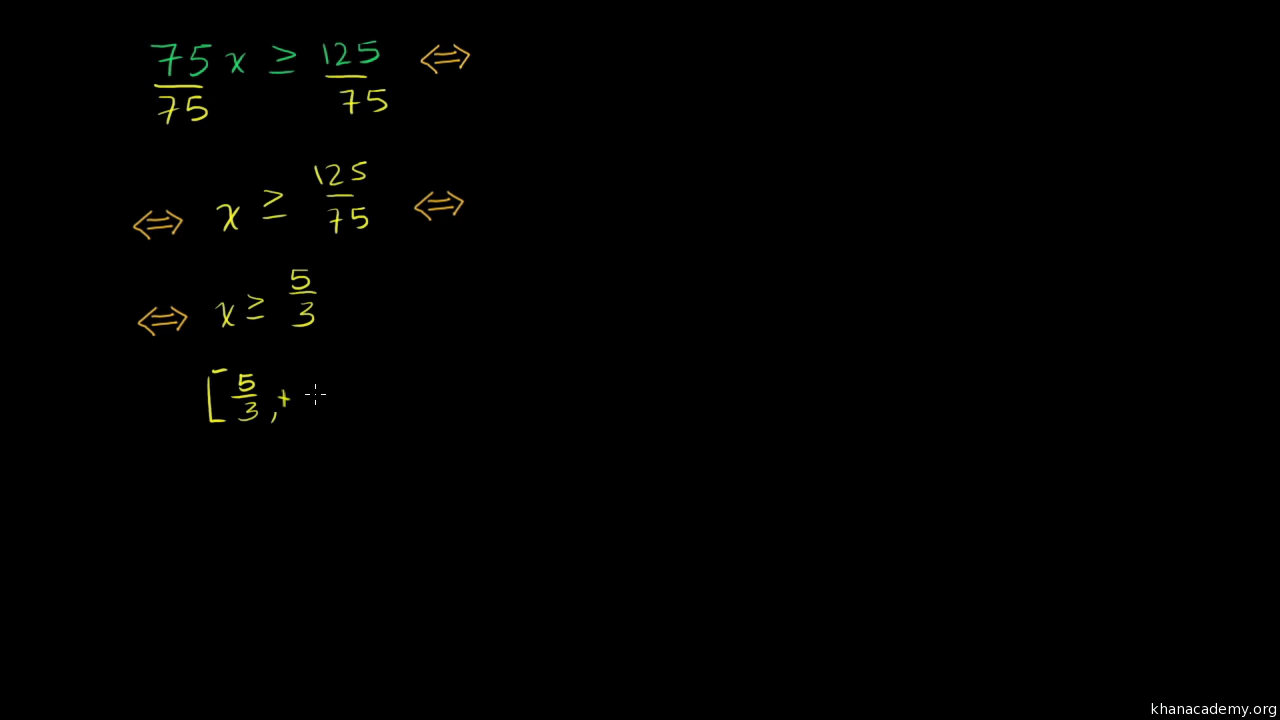 75x ≥ 125 ⇔
75 75
⇔ x ≥ 125/75 ⇔
⇔ x ≥ 5/3
[5/3, +
khanacademy.org